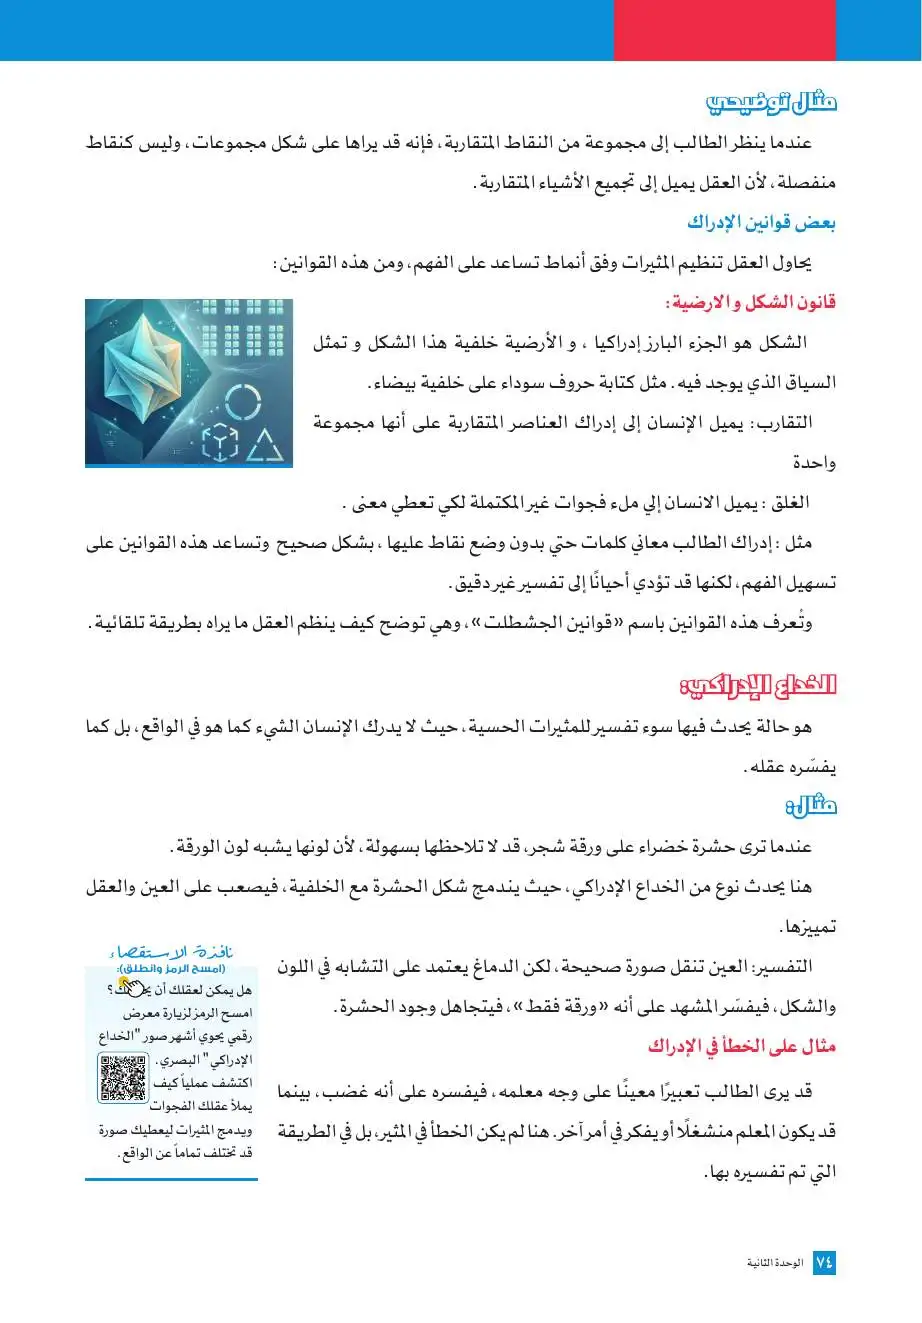 مثال توضيحي
عندما ينظر الطالب إلى مجموعة من النقاط المتقاربة، فإنه قد يراها على شكل مجموعات، وليس كنقاط
منفصلة، لأن العقل يميل إلى تجميع الأشياء المتقاربة.
بعض قوانين الإدراك
يحاول العقل تنظيم المثيرات وفق أنماط تساعد على الفهم، ومن هذه القوانين:
قانون الشكل والارضية:
الشكل هو الجزء البارز إدراكيا ، و الأرضية خلفية هذا الشكل و تمثل
السياق الذي يوجد فيه. مثل كتابة حروف سوداء على خلفية بيضاء.
التقارب: يميل الإنسان إلى إدراك العناصر المتقاربة على أنها مجموعة
واحدة
الغلق : يميل الانسان إلي ملء فجوات غير المكتملة لكي تعطي معنى .
مثل : إدراك الطالب معاني كلمات حتي بدون وضع نقاط عليها ، بشكل صحيح وتساعد هذه القوانين على
تسهيل الفهم، لكنها قد تؤدي أحيانًا إلى تفسير غير دقيق.
وتُعرف هذه القوانين باسم «قوانين الجشطلت»، وهي توضح كيف ينظم العقل ما يراه بطريقة تلقائية.
الخداع الإدراكي:
هو حالة يحدث فيها سوء تفسير للمثيرات الحسية، حيث لا يدرك الإنسان الشيء كما هو في الواقع، بل كما
يفسّره عقله.
مثال:
عندما ترى حشرة خضراء على ورقة شجر، قد لا تلاحظها بسهولة، لأن لونها يشبه لون الورقة.
هنا يحدث نوع من الخداع الإدراكي، حيث يندمج شكل الحشرة مع الخلفية، فيصعب على العين والعقل
تمييزها.
التفسير: العين تنقل صورة صحيحة، لكن الدماغ يعتمد على التشابه في اللون
والشكل، فيفسَر المشهد على أنه «ورقة فقط»، فيتجاهل وجود الحشرة.
مثال على الخطأ في الإدراك
قد يرى الطالب تعبيرًا معينًا على وجه معلمه، فيفسره على أنه غضب، بينما
قد يكون المعلم منشغلًا أو يفكر في أمر آخر. هنا لم يكن الخطأ في المثير، بل في الطريقة
التي تم تفسيره بها.
نافذة الاستقصاء
(امسح الرمز وانطلق):
هل يمكن لعقلك أن ؟
امسح الرمز لزيارة معرض
رقمي يحوي أشهر صور "الخداع
الإدراكي" البصري.
اكتشف عملياً كيف
يملأ عقلك الفجوات
ويدمج المثيرات ليعطيك صورة
قد تختلف تماماً عن الواقع.
٧٤ الوحدة الثانية